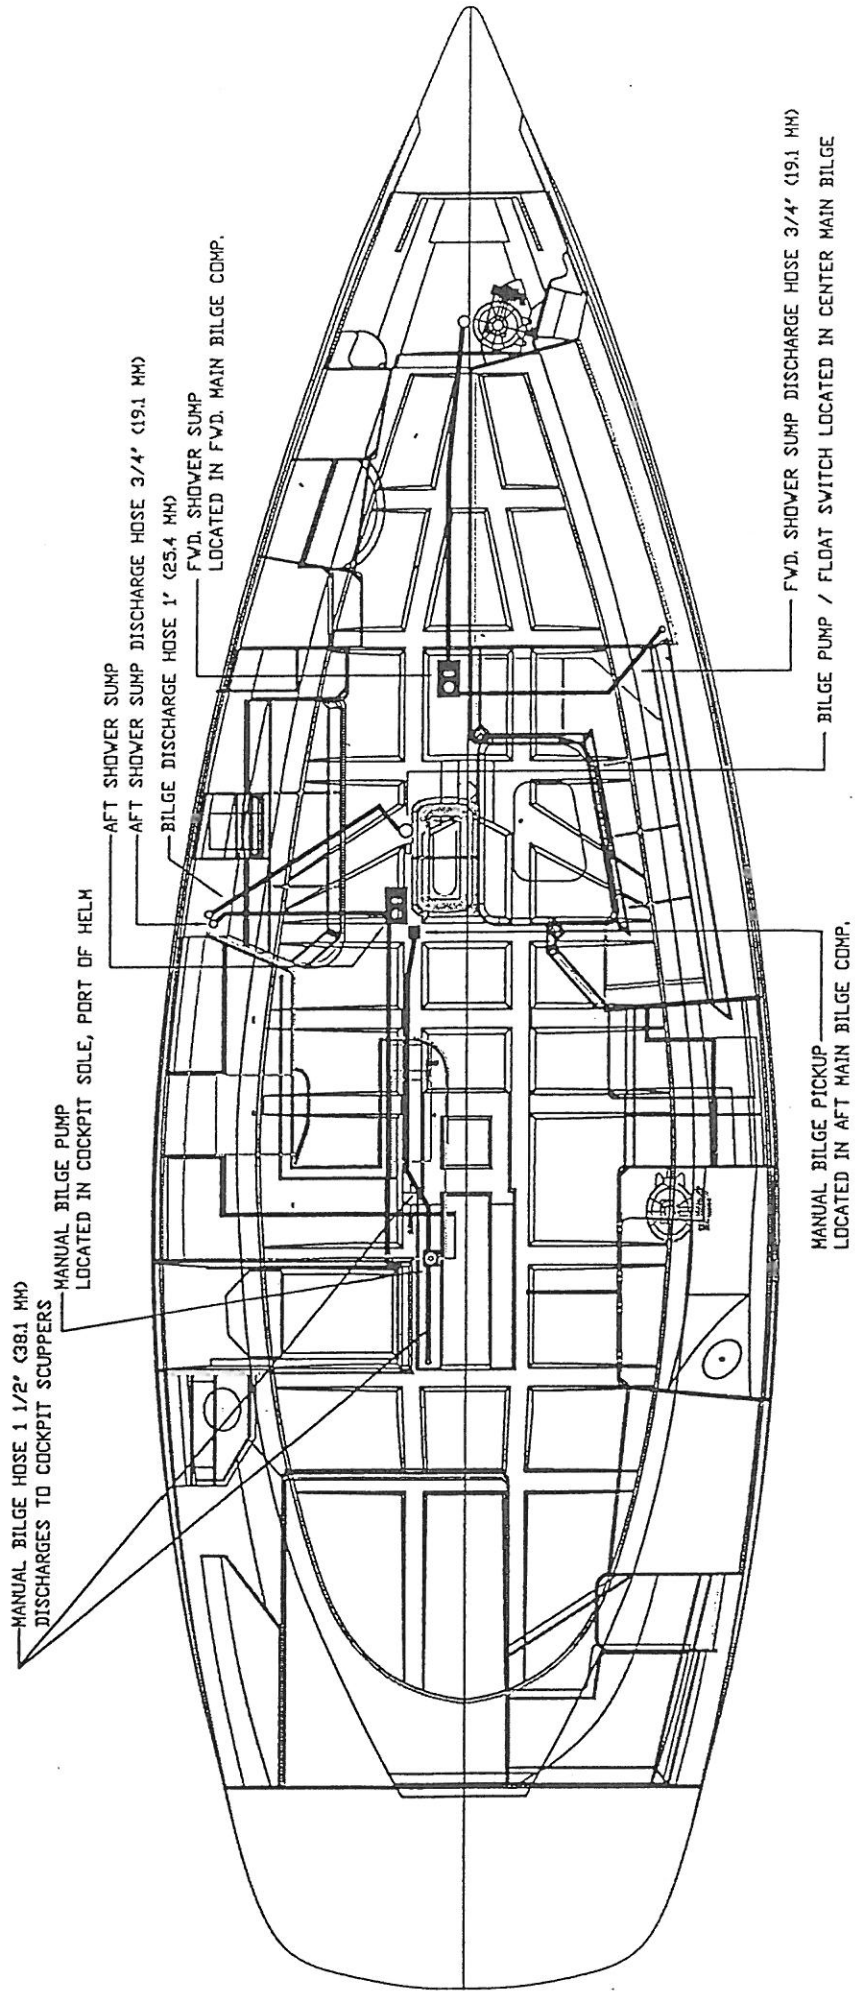 MANUAL BILGE HOSE 1 1/2" (38.1 MM)
DISCHARGES TO COCKPIT SCUPPERS
MANUAL BILGE PUMP
LOCATED IN COCKPIT SOLE, PORT OF HELM
AFT SHOWER SUMP
AFT SHOWER SUMP DISCHARGE HOSE 3/4" (19.1 MM)
BILGE DISCHARGE HOSE 1" (25.4 MM)
FWD. SHOWER SUMP
LOCATED IN FWD. MAIN BILGE COMP.
MANUAL BILGE PICKUP
LOCATED IN AFT MAIN BILGE COMP.
FWD. SHOWER SUMP DISCHARGE HOSE 3/4" (19.1 MM)
BILGE PUMP / FLOAT SWITCH LOCATED IN CENTER MAIN BILGE